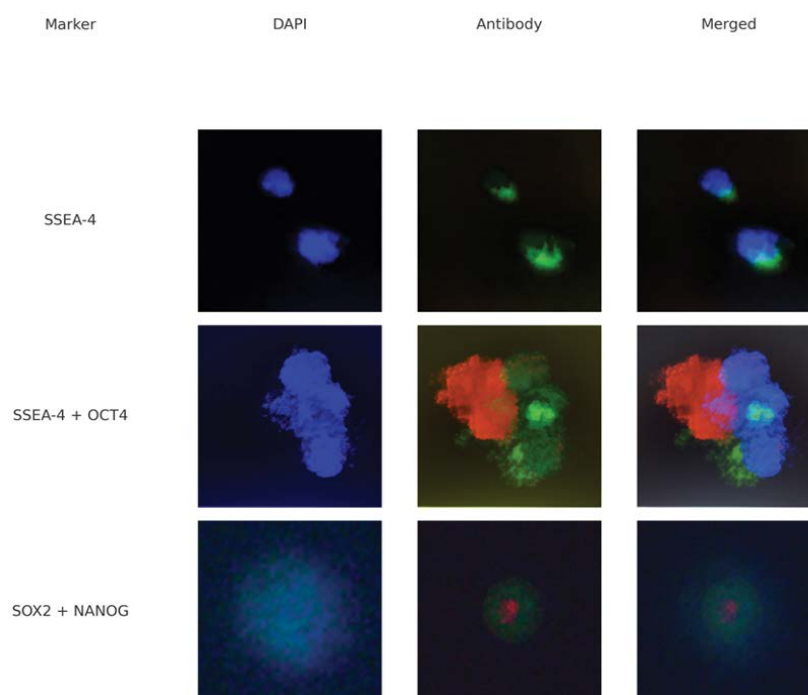 Marker DAPI Antibody Merged
SSEA-4
SSEA-4 + OCT4
SOX2 + NANOG